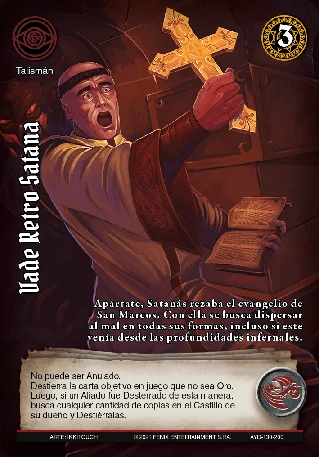 3
Talismán
Vade Retro Satana
Apártate, Satanás rezaba el evangelio de
San Marcos. Con ella se busca dispersar
al mal en todas sus formas, incluso si este
venía desde las profundidades infernales.
No puede ser Anulado.
Destierra la carta objetivo en juego que no sea Oro.
Luego, si un Aliado fue Desterrado de esta manera,
busca cualquier cantidad de copias en el Castillo de
su dueño y Destiérralas.
ENTERTAINMENT S.P.A.